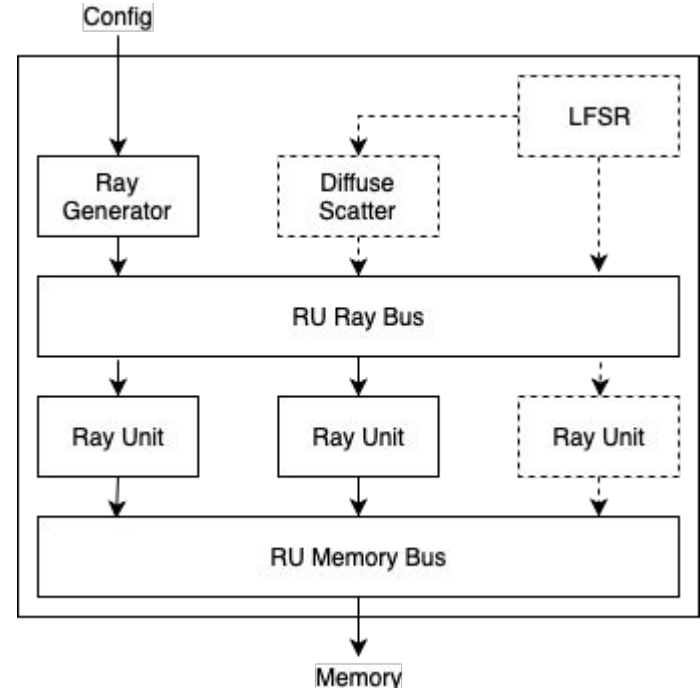 Config
LFSR
Ray
Generator
Diffuse
Scatter
RU Ray Bus
Ray Unit
Ray Unit
Ray Unit
RU Memory Bus
Memory